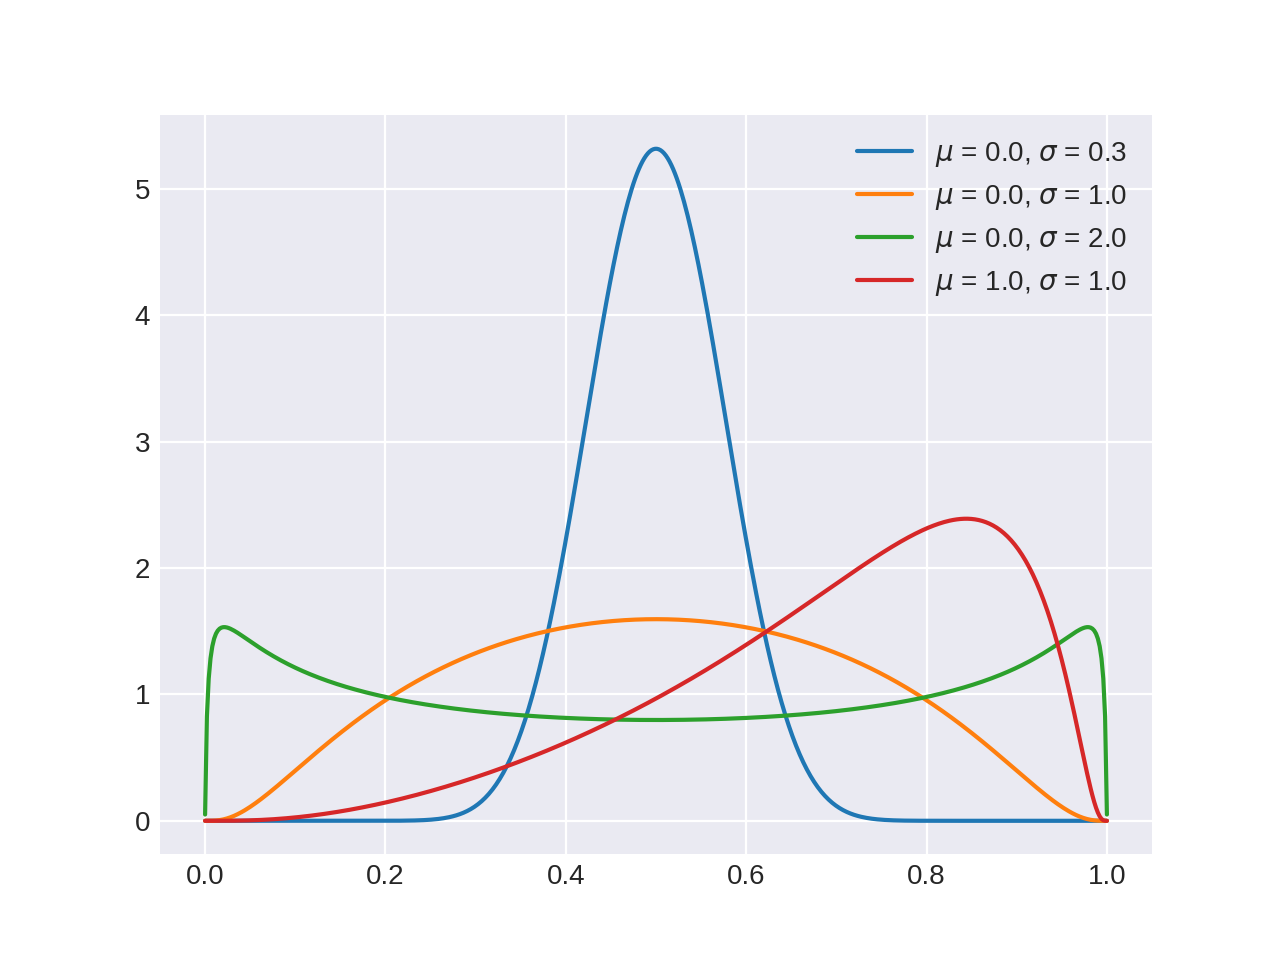 μ = 0.0, σ = 0.3
μ = 0.0, σ = 1.0
μ = 0.0, σ = 2.0
μ = 1.0, σ = 1.0
5
4
3
2
1
0
0.0 0.2 0.4 0.6 0.8 1.0